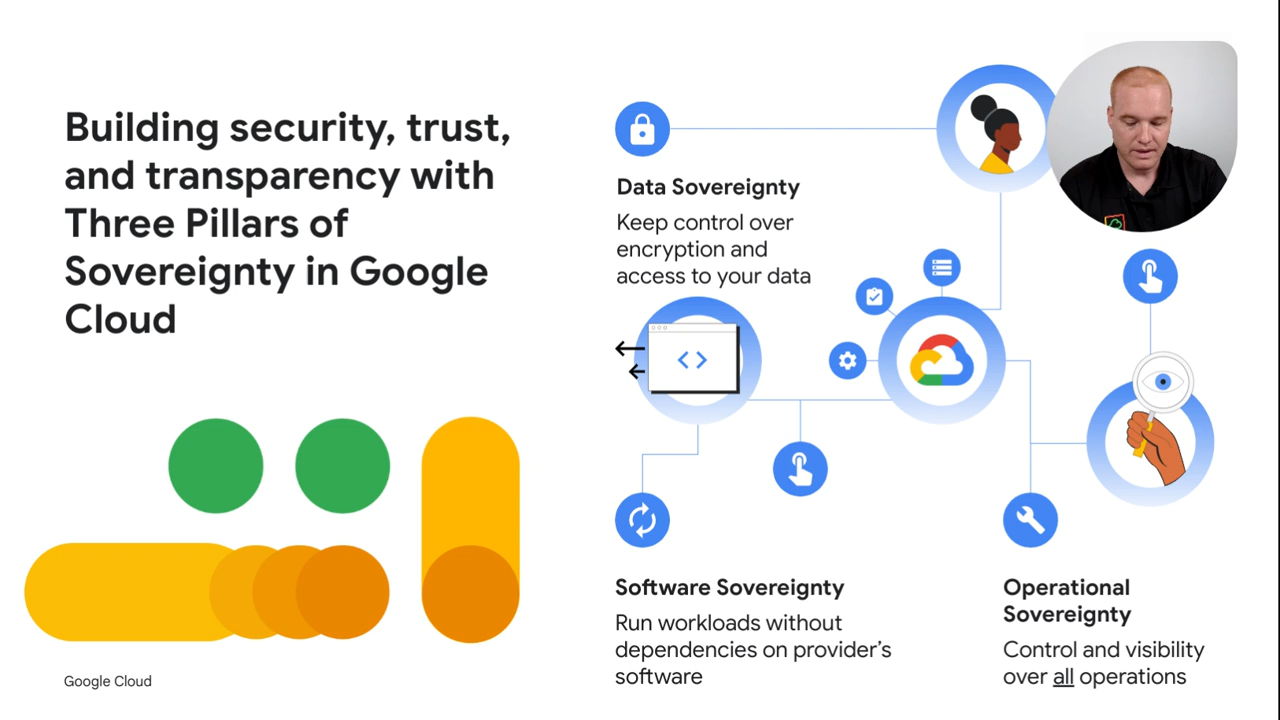 Building security, trust,
and transparency with
Three Pillars of
Sovereignty in Google
Cloud
Data Sovereignty
Keep control over
encryption and
access to your data
Software Sovereignty
Run workloads without
dependencies on provider’s
software
Operational
Sovereignty
Control and visibility
over all operations
Google Cloud